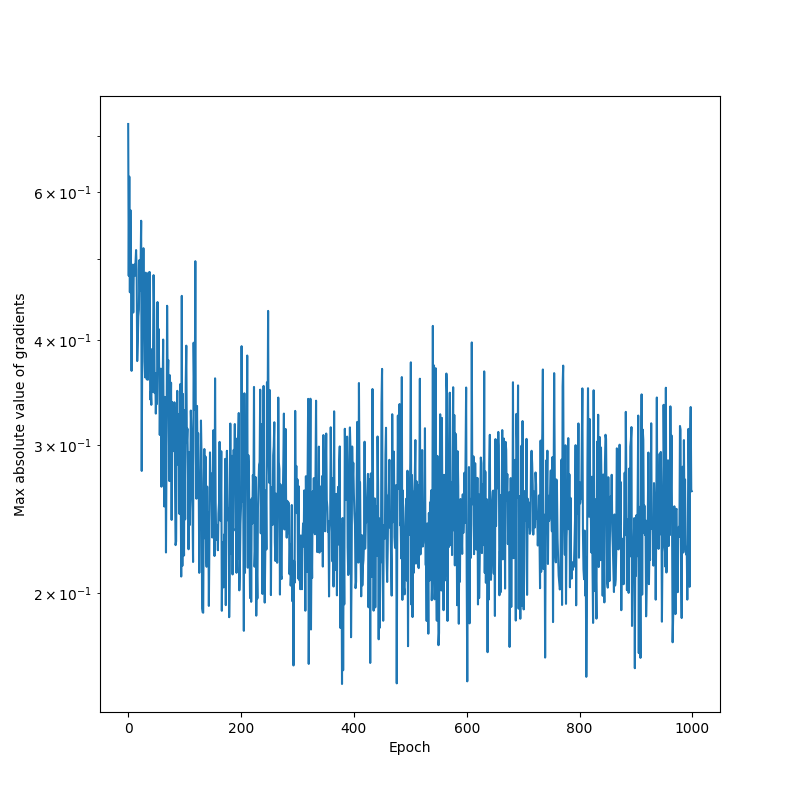 Max absolute value of gradients
6 × 10⁻¹
4 × 10⁻¹
3 × 10⁻¹
2 × 10⁻¹
0 200 400 600 800 1000
Epoch